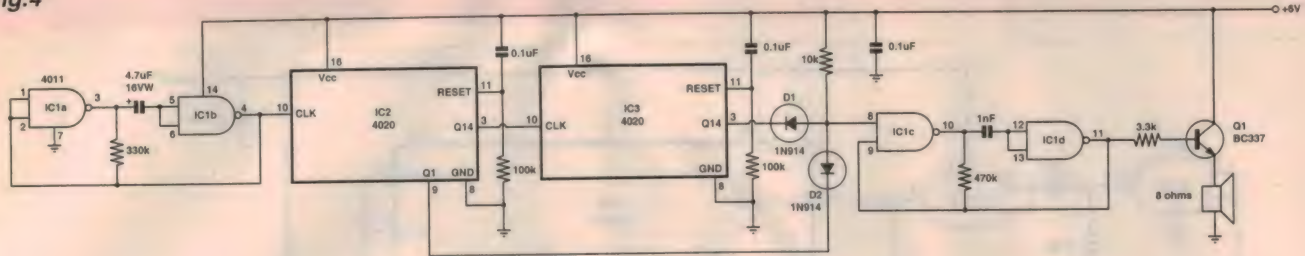 fig.4
+6V
4011
1
2
3
IC1a
7
4.7uF
16VW
+
330k
14
5
6
IC1b
4
10
CLK
16
Vcc
IC2
4020
RESET
11
Q14
3
Q1
9
GND
8
0.1uF
100k
10
CLK
16
Vcc
IC3
4020
RESET
11
Q14
3
GND
8
0.1uF
100k
D1
1N914
10k
D2
1N914
0.1uF
8
9
IC1c
10
1nF
470k
12
13
IC1d
11
3.3k
Q1
BC337
8 ohms